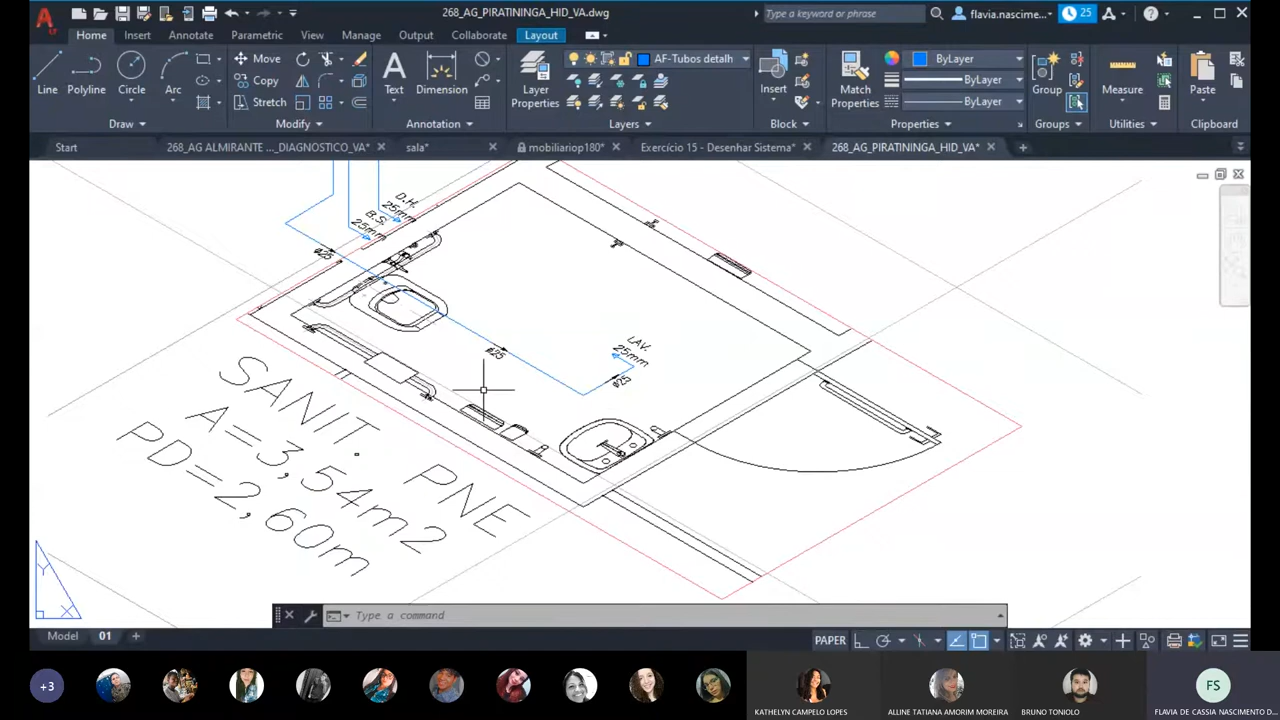 268_AG_PIRATININGA_HID_VA.dwg
Type a keyword or phrase
flavia.nascime...
25
Home Insert Annotate Parametric View Manage Output Collaborate Layout
Line Polyline Circle Arc
Move
Copy
Stretch
Text Dimension
Layer
Properties
AF-Tubos detalh
Insert
Match
Properties
ByLayer
ByLayer
ByLayer
Group
Measure
Paste
Draw Modify Annotation Layers Block Properties Groups Utilities Clipboard
Start 268_AG ALMIRANTE ..._DIAGNOSTICO_VA* sala* mobiliariop180* Exercício 15 - Desenhar Sistema* 268_AG_PIRATININGA_HID_VA*
D.H.
25mm
B.S.
25mm
ø25
ø25
LAV.
25mm
ø25
SANIT. PNE
A=3,54m2
PD=2,60m
Y
X
Type a command
Model 01
PAPER
+3
KATHELYN CAMPELO LOPES
ALLINE TATIANA AMORIM MOREIRA
BRUNO TONIOLO
FS
FLAVIA DE CASSIA NASCIMENTO D...